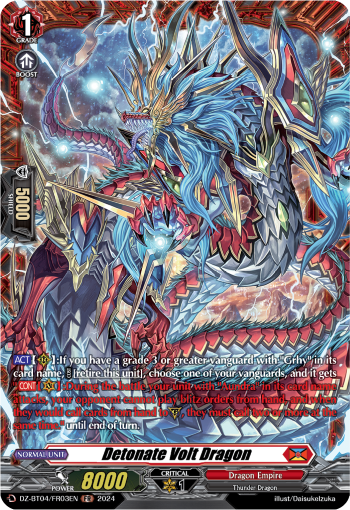 1
GRADE
BOOST
5000
SHIELD
ACT :If you have a grade 3 or greater vanguard with "Grhy" in its
card name, [retire this unit], choose one of your vanguards, and it gets
"CONT :During the battle your unit with
in its card name
attacks, your opponent cannot play blitz orders from hand, and when
they would call cards from hand to , they must call two or more at the
same time." until end of turn.
NORMAL UNIT
Detonate Volt Dragon
POWER 8000
CRITICAL
1
Dragon Empire
Thunder Dragon
DZ-BT04/FR03EN FR 2024
illust/DaisukeIzuka